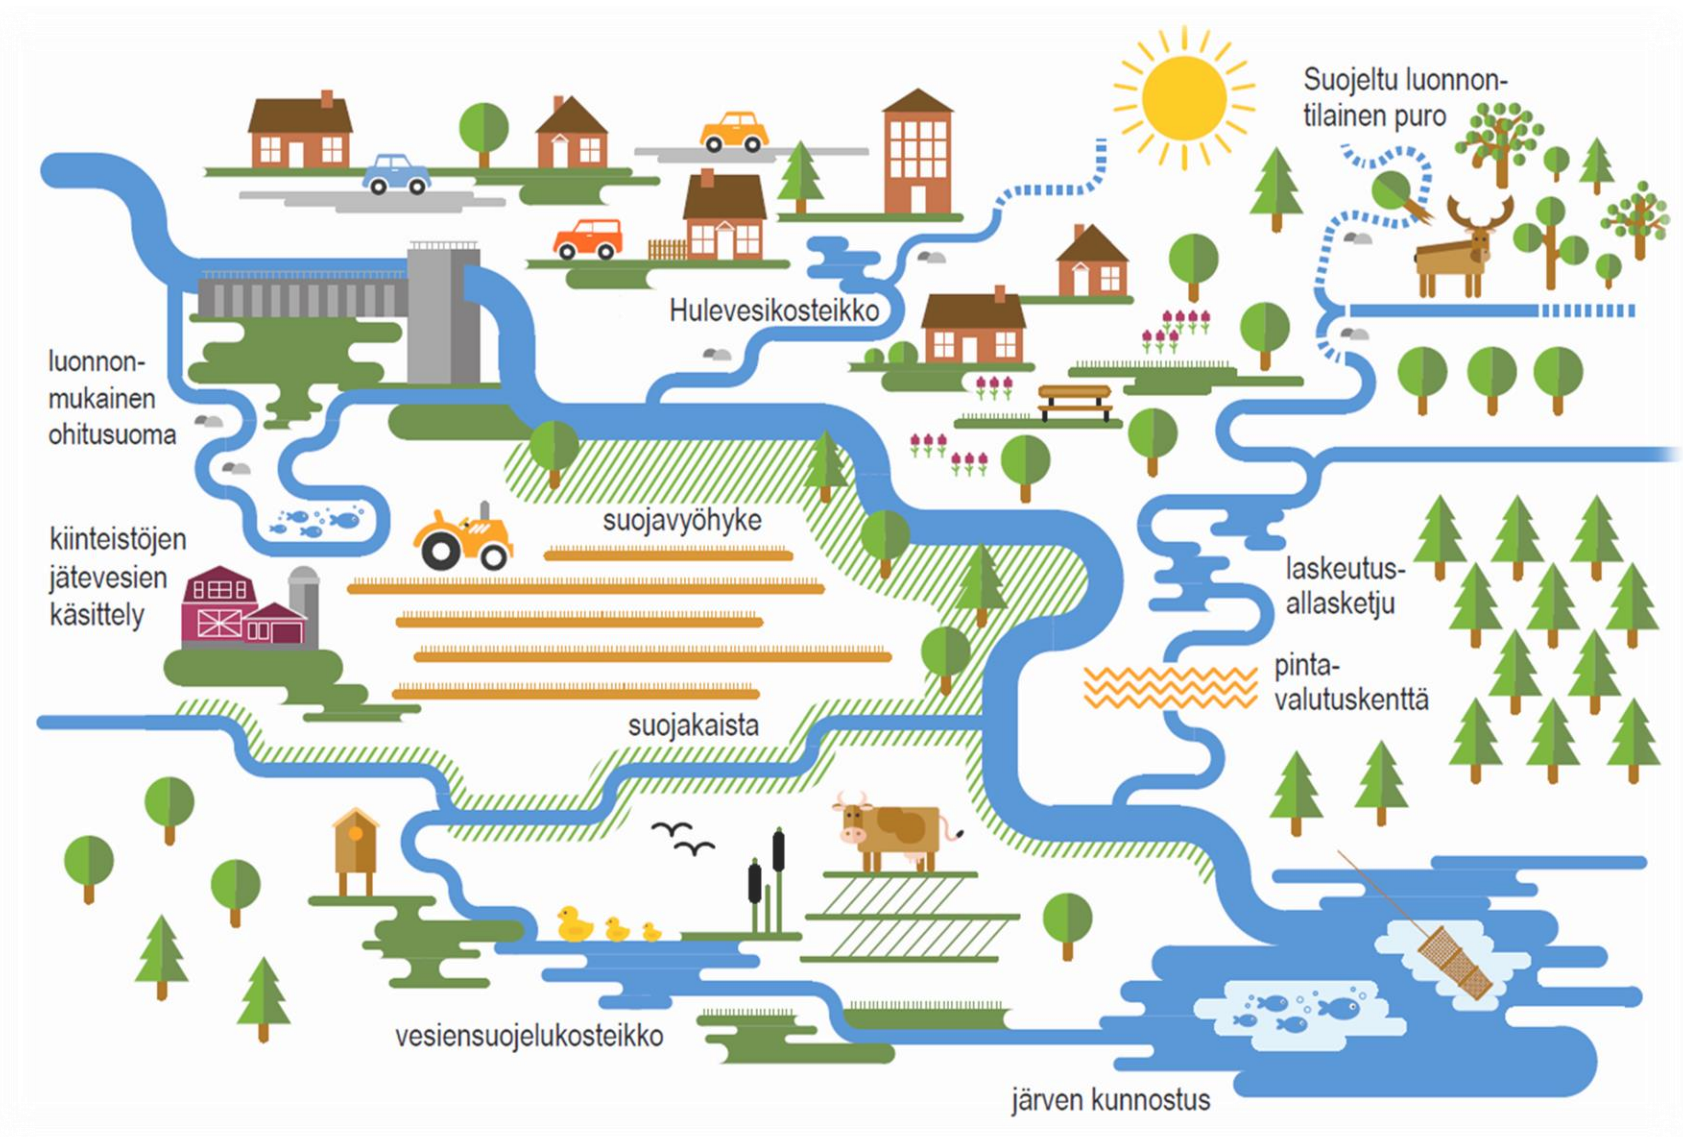 Suojeltu luonnon-
tilainen puro
Hulevesikosteikko
luonnon-
mukainen
ohitusuoma
kiinteistöjen
jätevesien
käsittely
suojavyöhyke
laskeutus-
allasketju
pinta-
valutuskenttä
suojakaista
vesiensuojelukosteikko
järven kunnostus